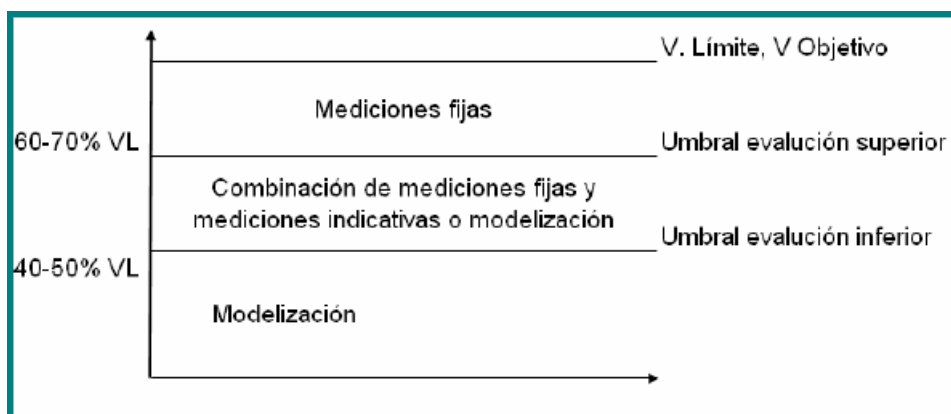 V. Límite, V Objetivo
Mediciones fijas
60-70% VL
Umbral evalución superior
Combinación de mediciones fijas y
mediciones indicativas o modelización
Umbral evalución inferior
40-50% VL
Modelización